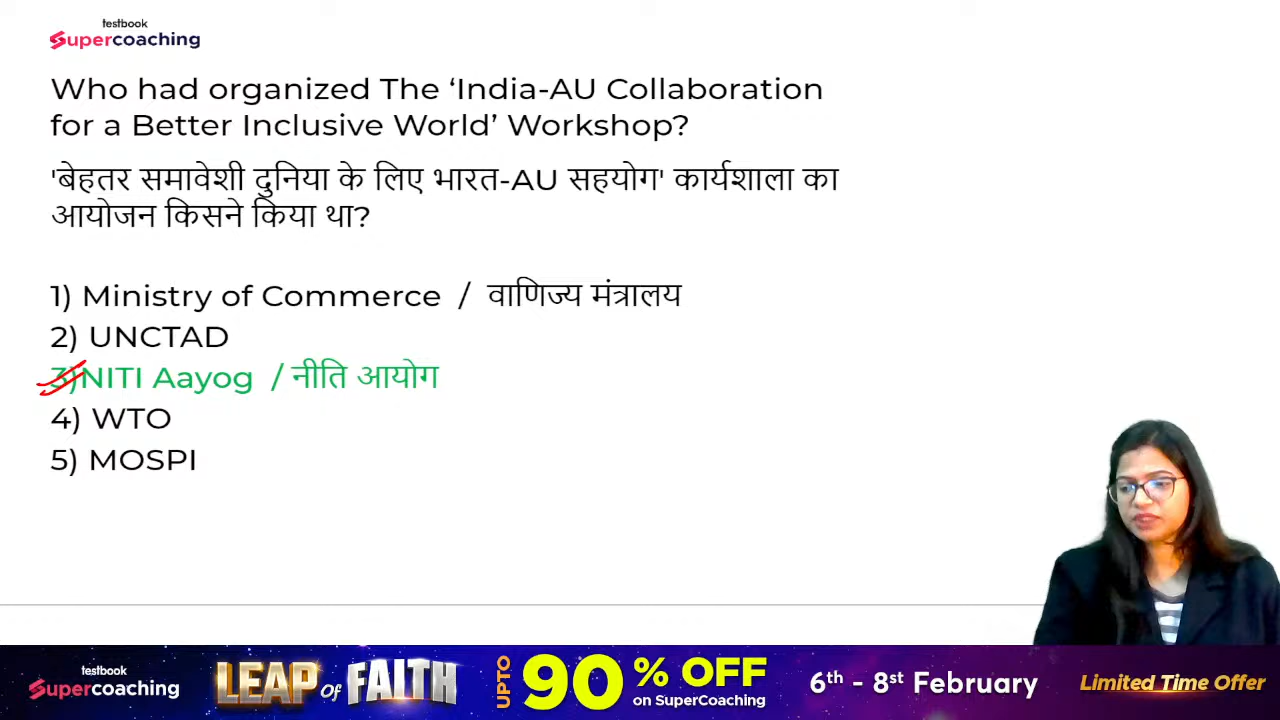 testbook
Supercoaching
Who had organized The ‘India-AU Collaboration
for a Better Inclusive World’ Workshop?
'बेहतर समावेशी दुनिया के लिए भारत-AU सहयोग' कार्यशाला का
आयोजन किसने किया था?
1) Ministry of Commerce / वाणिज्य मंत्रालय
2) UNCTAD
3)NITI Aayog / नीति आयोग
4) WTO
5) MOSPI
testbook
Supercoaching
LEAP Of FAITH
UPTO 90% OFF
on SuperCoaching
6th - 8st February
Limited Time Offer